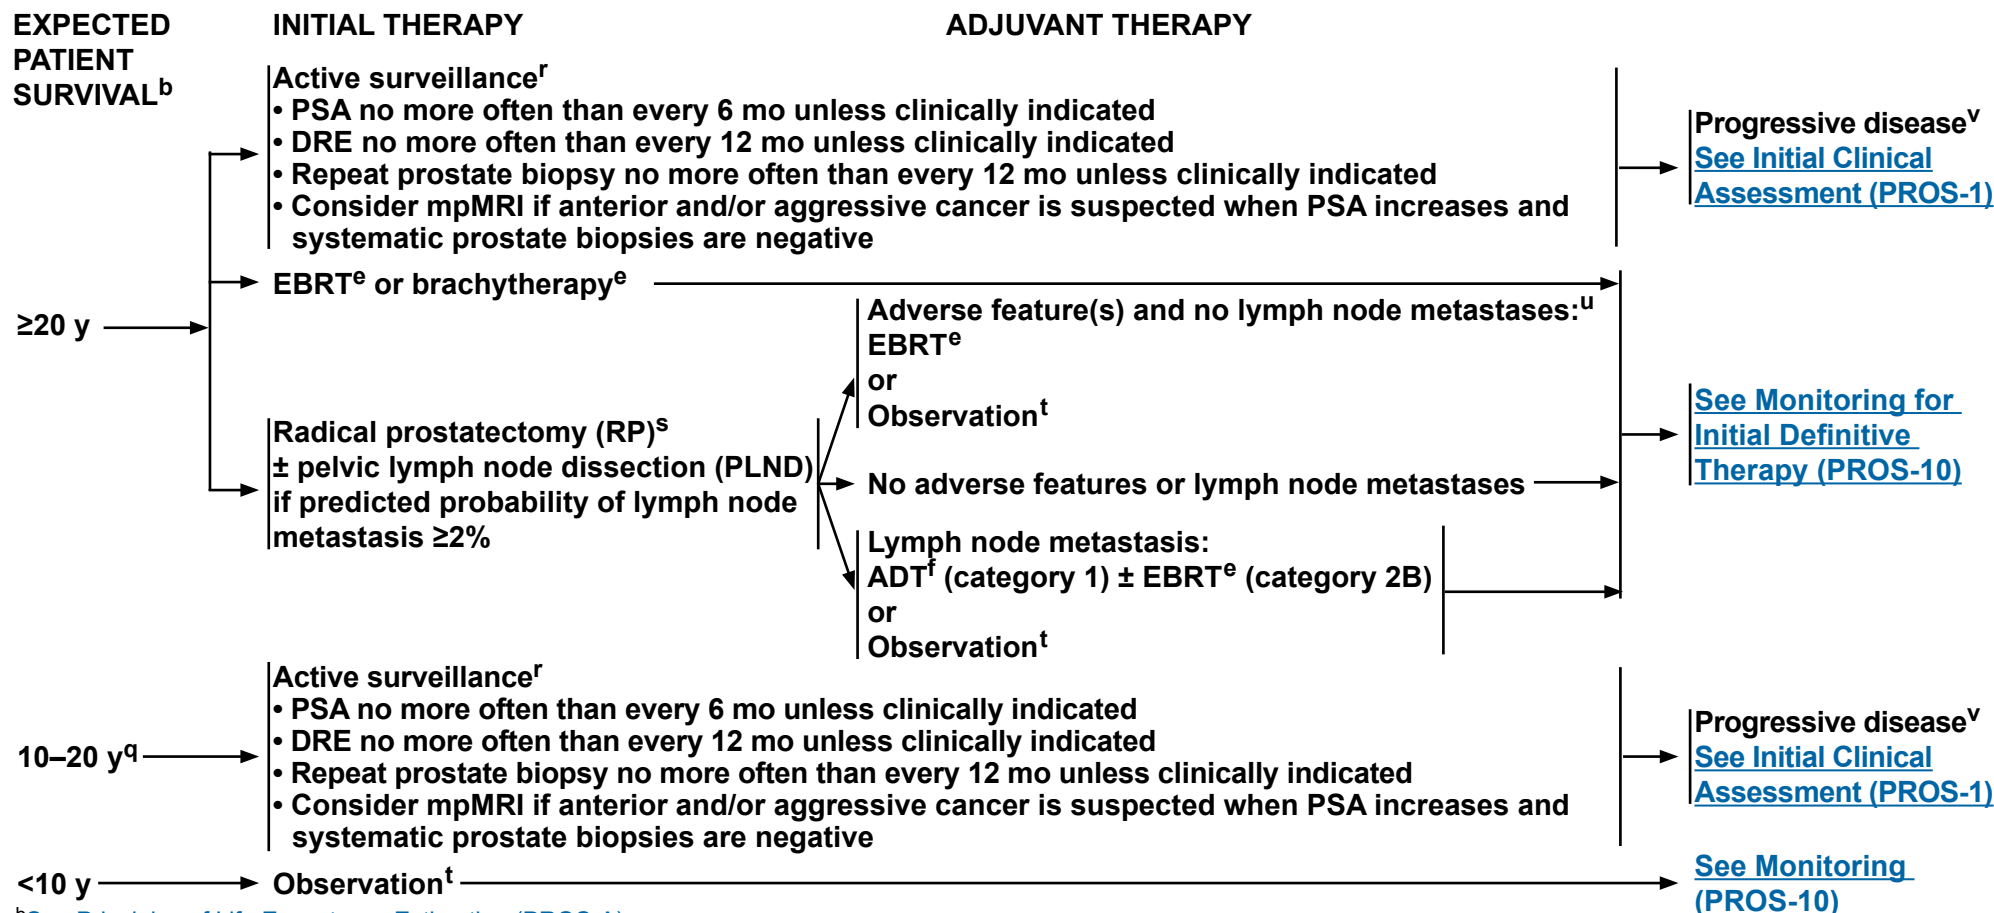 EXPECTED PATIENT SURVIVALᵇ
INITIAL THERAPY
ADJUVANT THERAPY
≥20 y
Active surveillanceʳ
• PSA no more often than every 6 mo unless clinically indicated
• DRE no more often than every 12 mo unless clinically indicated
• Repeat prostate biopsy no more often than every 12 mo unless clinically indicated
• Consider mpMRI if anterior and/or aggressive cancer is suspected when PSA increases and
systematic prostate biopsies are negative
Progressive diseaseᵛ
See Initial Clinical
Assessment (PROS-1)
EBRTᵉ or brachytherapyᵉ
Radical prostatectomy (RP)ˢ
± pelvic lymph node dissection (PLND)
if predicted probability of lymph node
metastasis ≥2%
Adverse feature(s) and no lymph node metastases:ᵘ
EBRTᵉ
or
Observationᵗ
No adverse features or lymph node metastases
Lymph node metastasis:
ADTᶠ (category 1) ± EBRTᵉ (category 2B)
or
Observationᵗ
See Monitoring for
Initial Definitive
Therapy (PROS-10)
10–20 y^q
Active surveillanceʳ
• PSA no more often than every 6 mo unless clinically indicated
• DRE no more often than every 12 mo unless clinically indicated
• Repeat prostate biopsy no more often than every 12 mo unless clinically indicated
• Consider mpMRI if anterior and/or aggressive cancer is suspected when PSA increases and
systematic prostate biopsies are negative
Progressive diseaseᵛ
See Initial Clinical
Assessment (PROS-1)
<10 y
Observationᵗ
See Monitoring
(PROS-10)